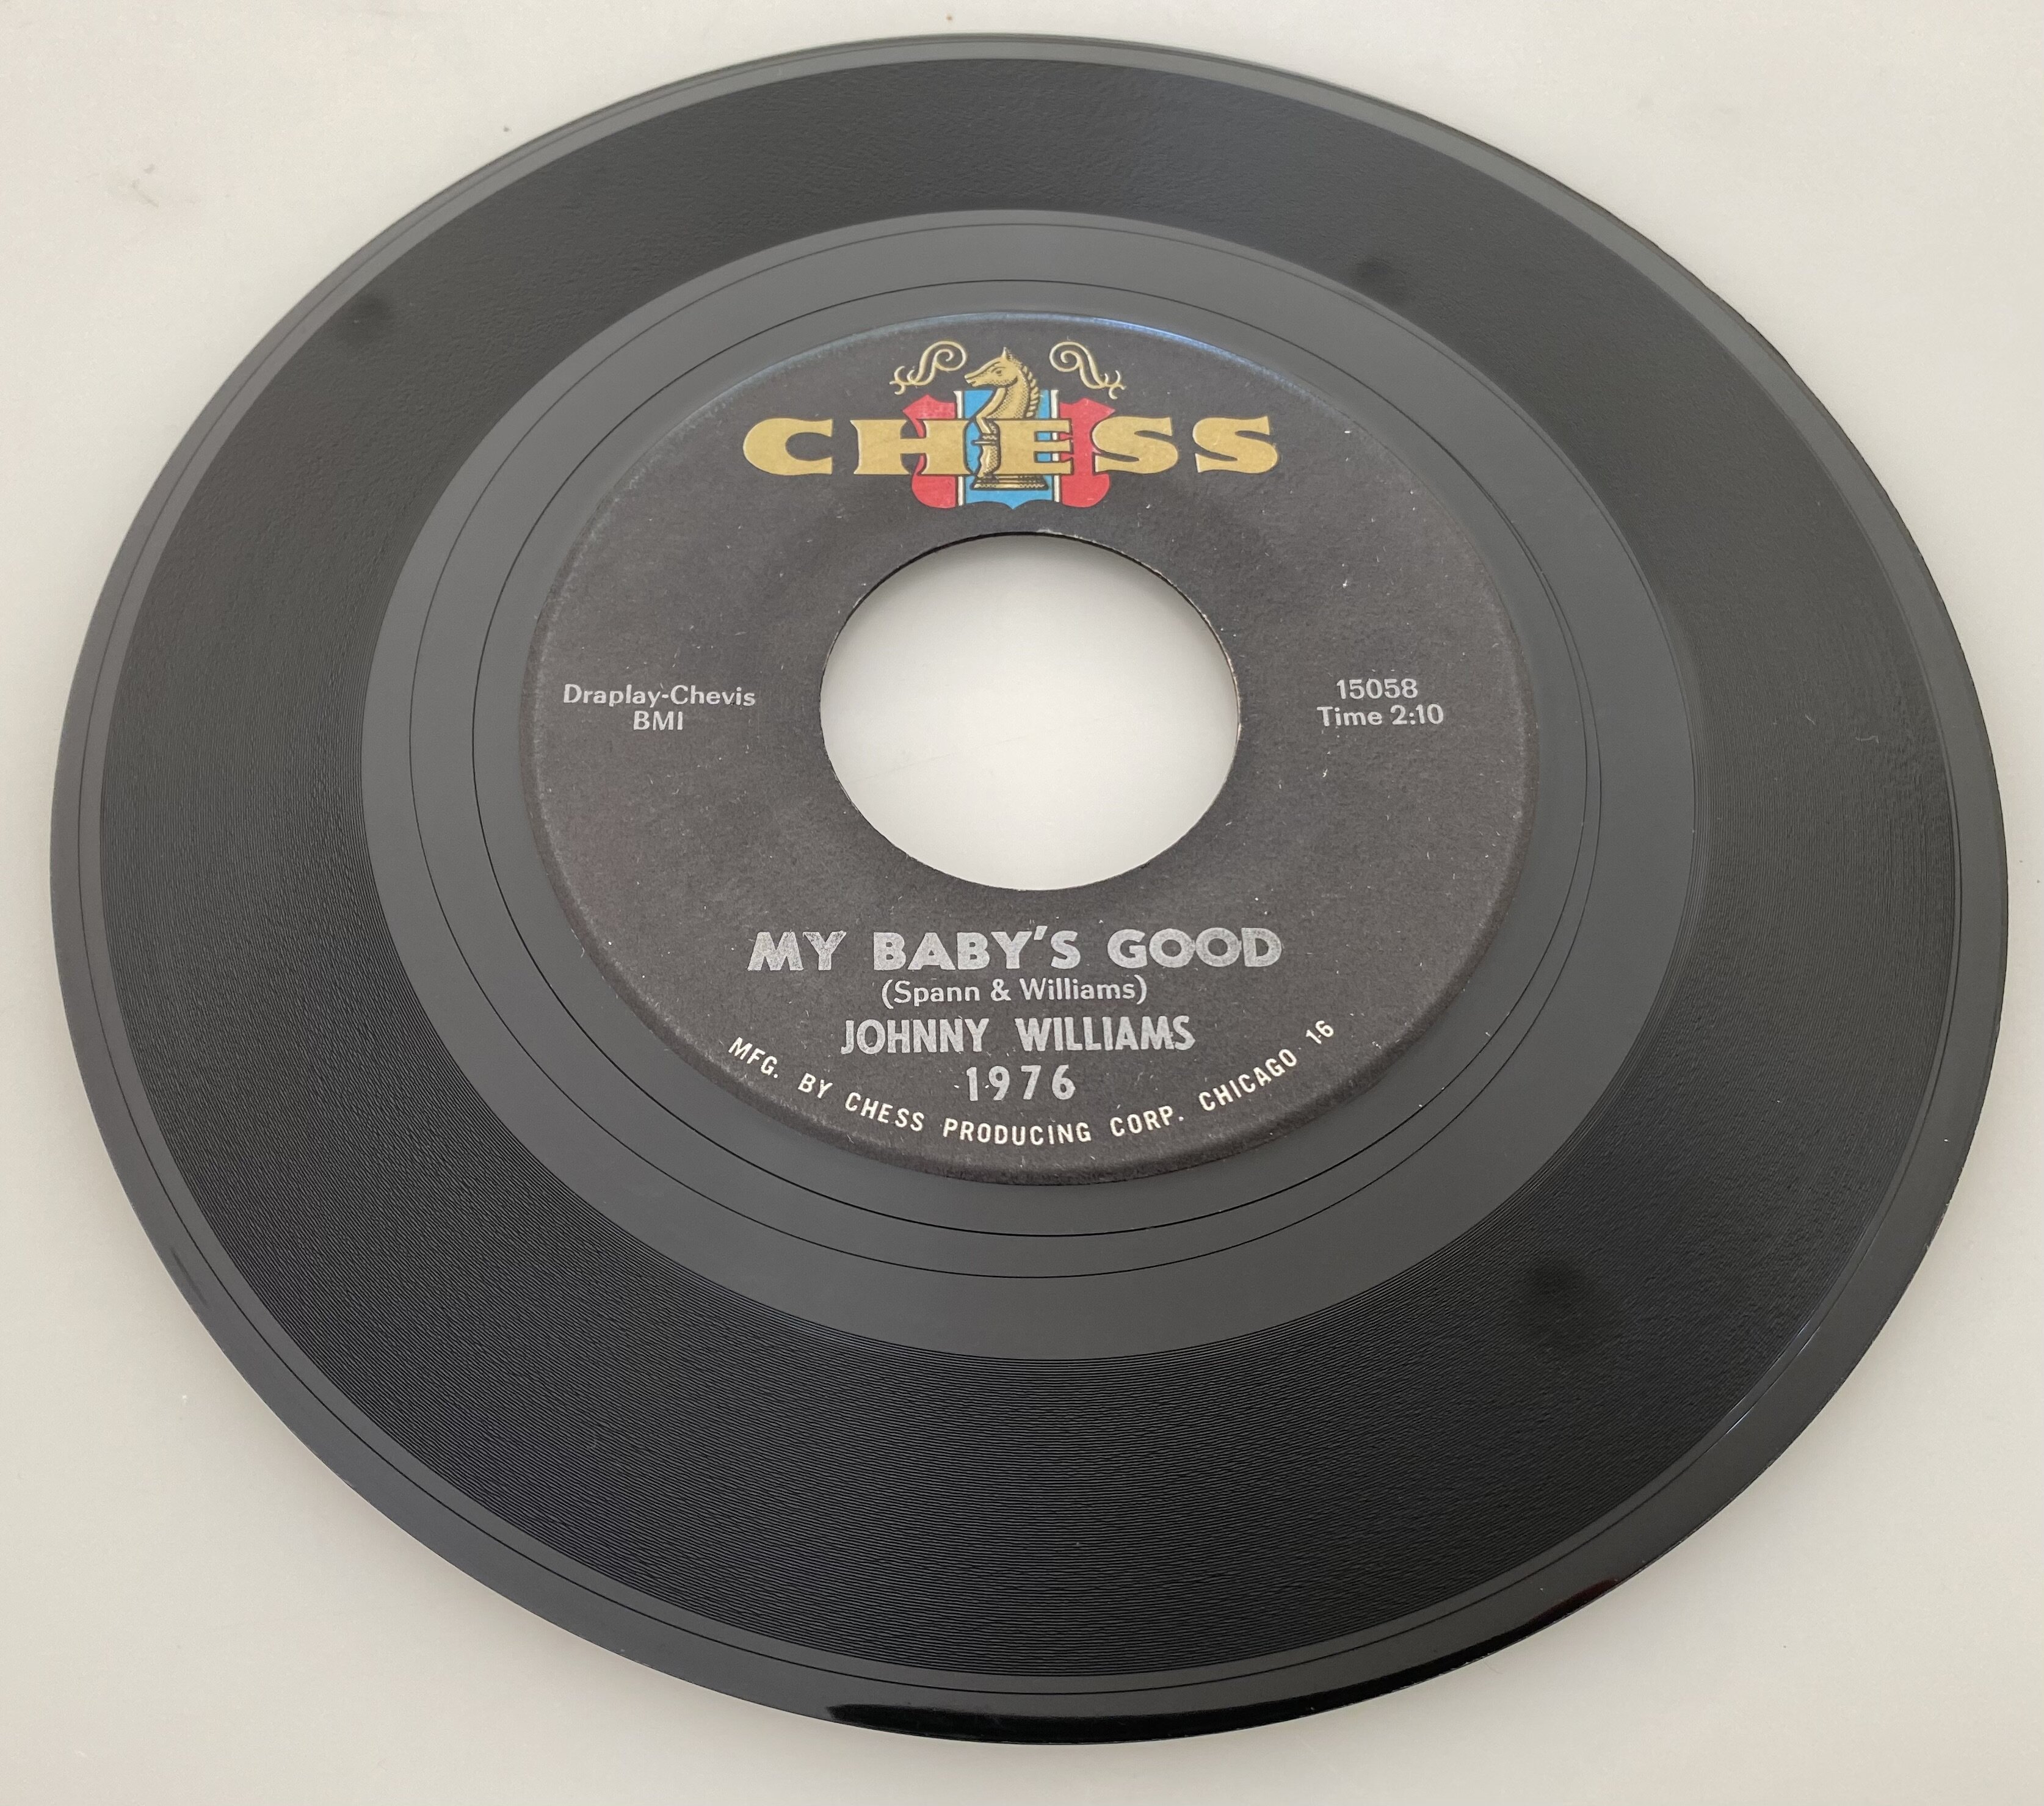 CHESS
Draplay-Chevis
BMI
15058
Time 2:10
MY BABY'S GOOD
(Spann & Williams)
JOHNNY WILLIAMS
1976
MFG. BY CHESS PRODUCING CORP. CHICAGO 16